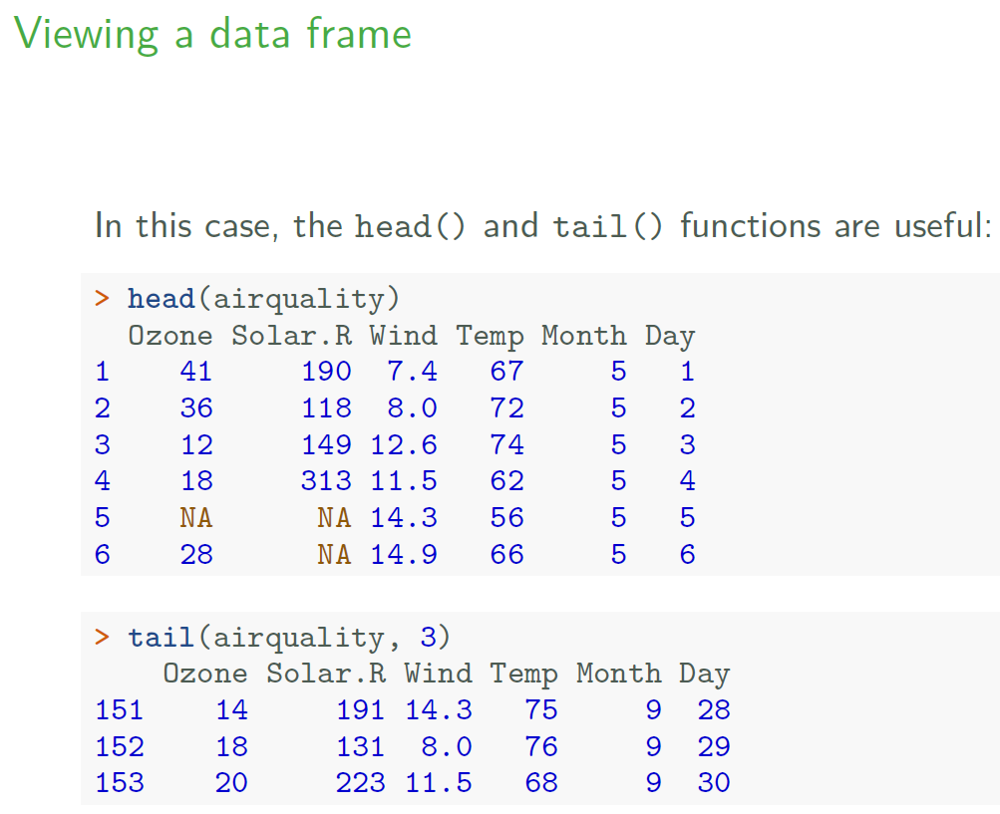 Viewing a data frame
In this case, the head() and tail() functions are useful:
> head(airquality)
  Ozone Solar.R Wind Temp Month Day
1    41     190  7.4   67     5   1
2    36     118  8.0   72     5   2
3    12     149 12.6   74     5   3
4    18     313 11.5   62     5   4
5    NA      NA 14.3   56     5   5
6    28      NA 14.9   66     5   6
> tail(airquality, 3)
    Ozone Solar.R Wind Temp Month Day
151    14     191 14.3   75     9  28
152    18     131  8.0   76     9  29
153    20     223 11.5   68     9  30